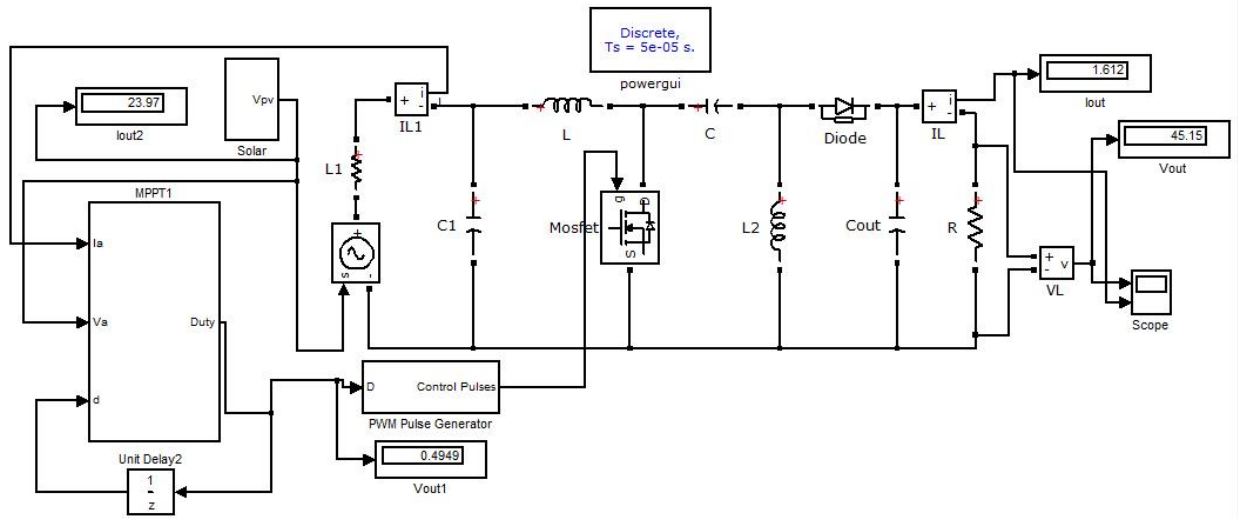 Discrete,
Ts = 5e-05 s.
powergui
Vpv
Solar
23.97
Iout2
i
+
-
IL1
L
C
Diode
i
+
-
IL
1.612
Iout
45.15
Vout
L1
MPPT1
Ia
Va
d
Duty
+
s
-
C1
Mosfet
g
D
S
L2
Cout
R
+
-
v
VL
Scope
D
Control Pulses
PWM Pulse Generator
0.4949
Vout1
Unit Delay2
1
z